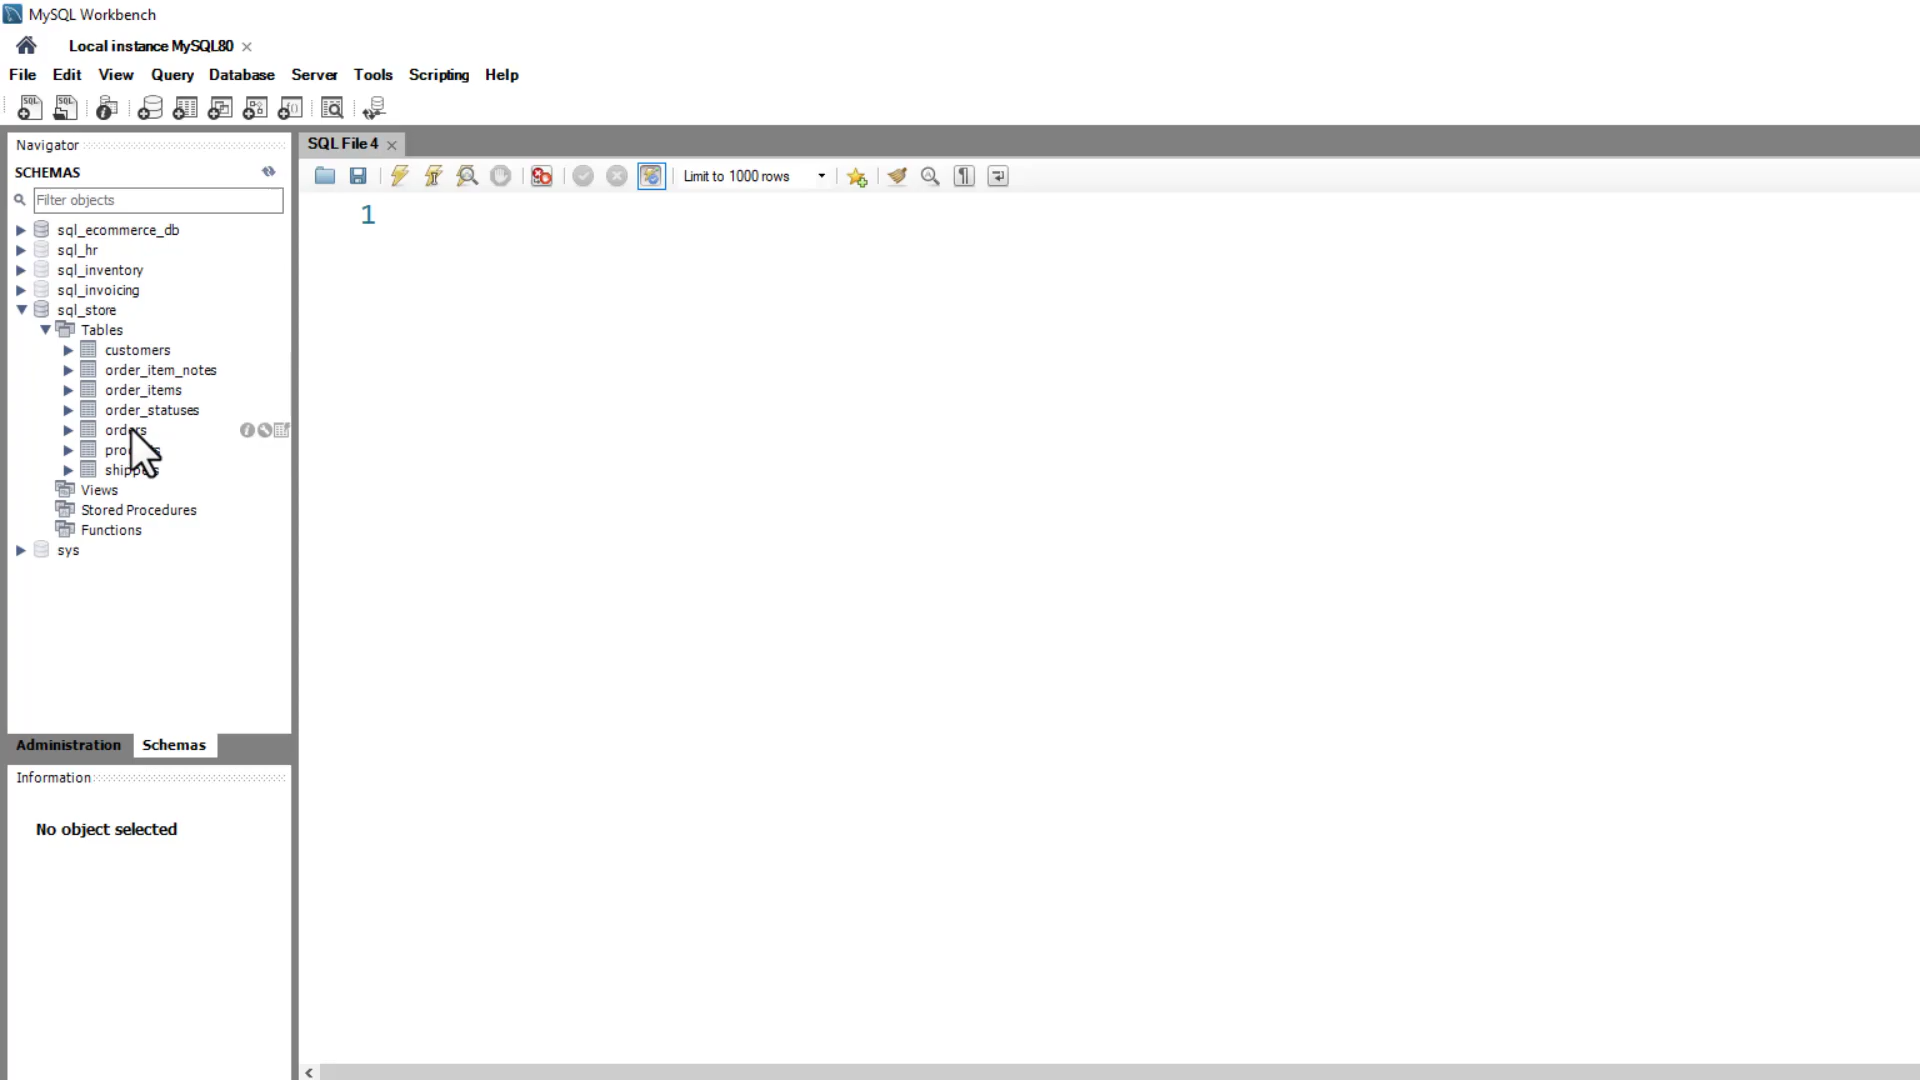 MySQL Workbench
Local instance MySQL80
File Edit View Query Database Server Tools Scripting Help
Navigator
SQL File 4
SCHEMAS
Limit to 1000 rows
Filter objects
1
sql_ecommerce_db
sql_hr
sql_inventory
sql_invoicing
sql_store
Tables
customers
order_item_notes
order_items
order_statuses
orders
shippers
Views
Stored Procedures
Functions
sys
Administration Schemas
Information
No object selected